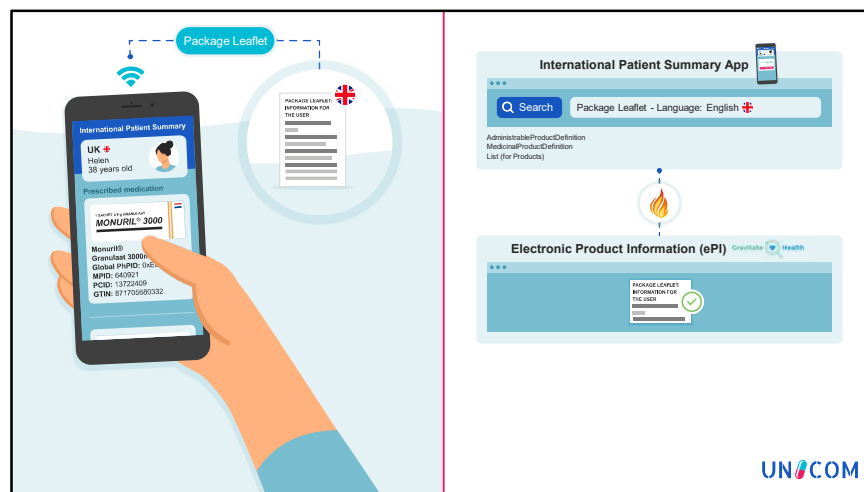 Package Leaflet
PACKAGE LEAFLET:
INFORMATION FOR
THE USER
International Patient Summary
UK
Helen
38 years old
Prescribed medication
MONURIL® 3000
Monuril®
Granulaat
Global PhPID:
MPID: 640921
PCID: 13722409
GTIN: 871705680332
International Patient Summary App
Search
Package Leaflet - Language: English
AdministrableProductDefinition
MedicinalProductDefinition
List (for Products)
Electronic Product Information (ePI)
Gravitate Health
PACKAGE LEAFLET:
INFORMATION FOR
THE USER
UNICOM